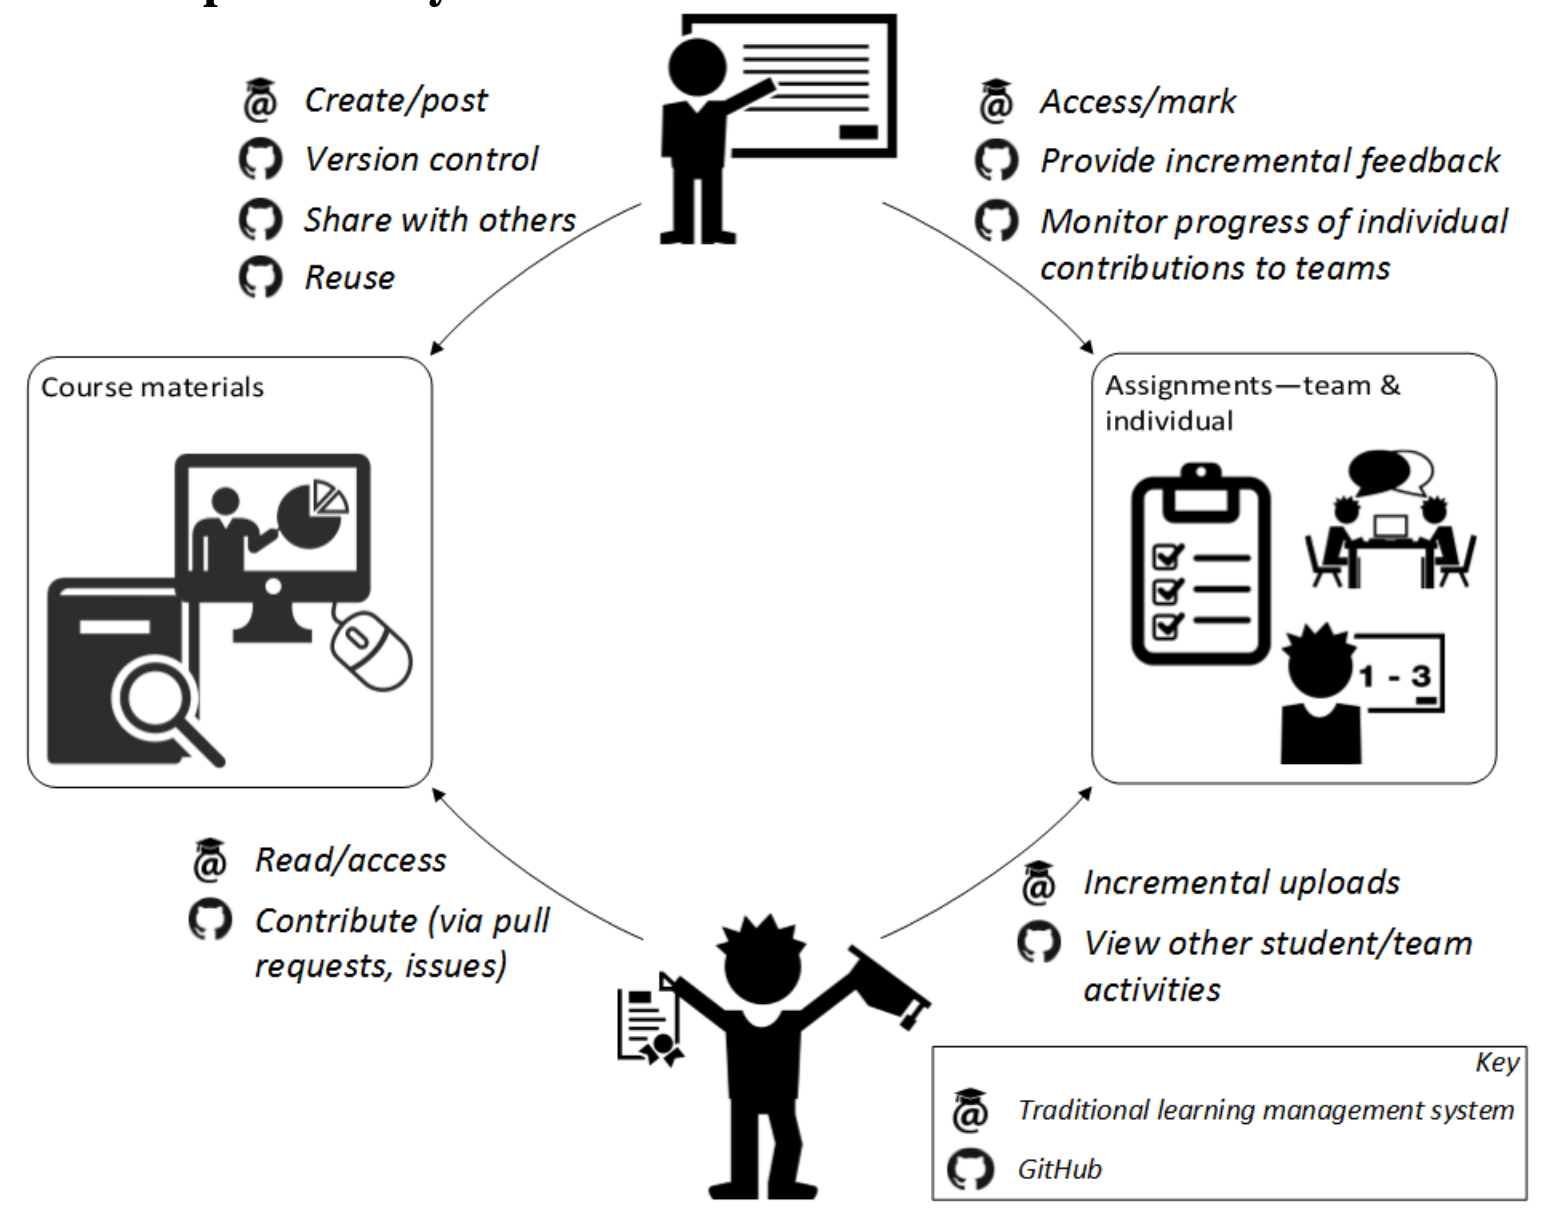 Create/post
Version control
Share with others
Reuse
Access/mark
Provide incremental feedback
Monitor progress of individual
contributions to teams
Course materials
Assignments—team &
individual
1 - 3
Read/access
Contribute (via pull
requests, issues)
Incremental uploads
View other student/team
activities
Key
@ Traditional learning management system
GitHub